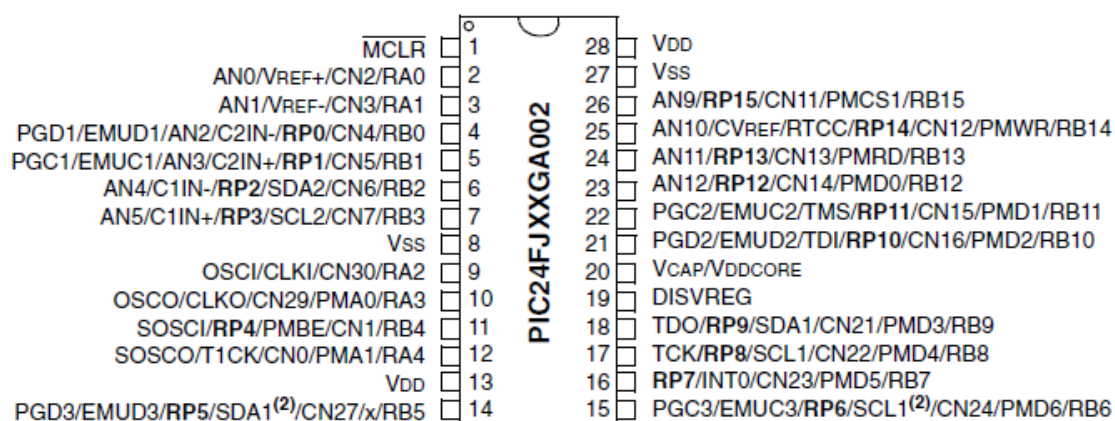 MCLR 1
AN0/VREF+/CN2/RA0 2
AN1/VREF-/CN3/RA1 3
PGD1/EMUD1/AN2/C2IN-/RP0/CN4/RB0 4
PGC1/EMUC1/AN3/C2IN+/RP1/CN5/RB1 5
AN4/C1IN-/RP2/SDA2/CN6/RB2 6
AN5/C1IN+/RP3/SCL2/CN7/RB3 7
VSS 8
OSCI/CLKI/CN30/RA2 9
OSCO/CLKO/CN29/PMA0/RA3 10
SOSCI/RP4/PMBE/CN1/RB4 11
SOSCO/T1CK/CN0/PMA1/RA4 12
VDD 13
PGD3/EMUD3/RP5/SDA1(2)/CN27/x/RB5 14
PIC24FJXXGA002
28 VDD
27 VSS
26 AN9/RP15/CN11/PMCS1/RB15
25 AN10/CVREF/RTCC/RP14/CN12/PMWR/RB14
24 AN11/RP13/CN13/PMRD/RB13
23 AN12/RP12/CN14/PMD0/RB12
22 PGC2/EMUC2/TMS/RP11/CN15/PMD1/RB11
21 PGD2/EMUD2/TDI/RP10/CN16/PMD2/RB10
20 VCAP/VDDCORE
19 DISVREG
18 TDO/RP9/SDA1/CN21/PMD3/RB9
17 TCK/RP8/SCL1/CN22/PMD4/RB8
16 RP7/INT0/CN23/PMD5/RB7
15 PGC3/EMUC3/RP6/SCL1(2)/CN24/PMD6/RB6